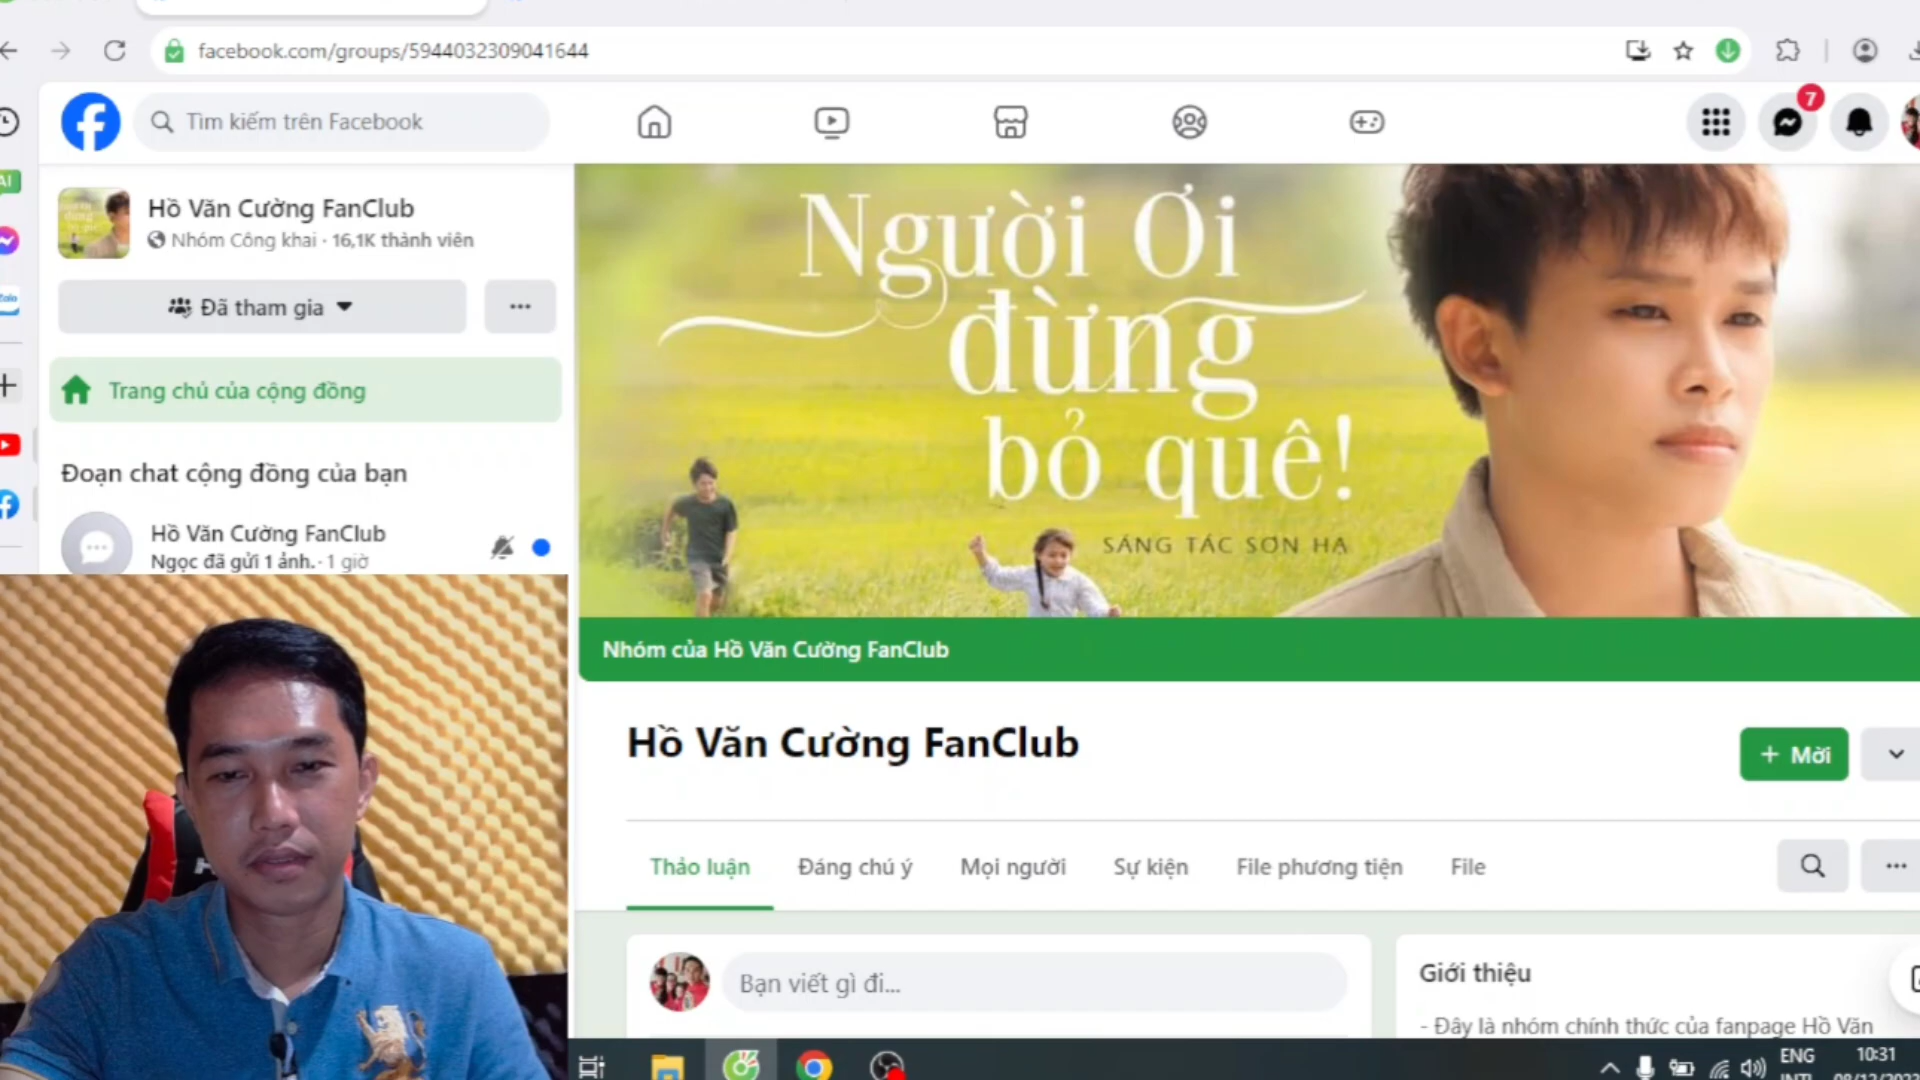 facebook.com/groups/5944032309041644
Tìm kiếm trên Facebook
7
AI
Zalo
Hồ Văn Cường FanClub
Nhóm Công khai · 16,1K thành viên
Đã tham gia
Trang chủ của cộng đồng
Đoạn chat cộng đồng của bạn
Hồ Văn Cường FanClub
Ngọc đã gửi 1 ảnh. · 1 giờ
Người Ơi
đừng
bỏ quê!
SÁNG TÁC SƠN HẠ
Nhóm của Hồ Văn Cường FanClub
Hồ Văn Cường FanClub
+ Mời
Thảo luận
Đáng chú ý
Mọi người
Sự kiện
File phương tiện
File
Bạn viết gì đi...
Giới thiệu
- Đây là nhóm chính thức của fanpage Hồ Văn
ENG
10:31